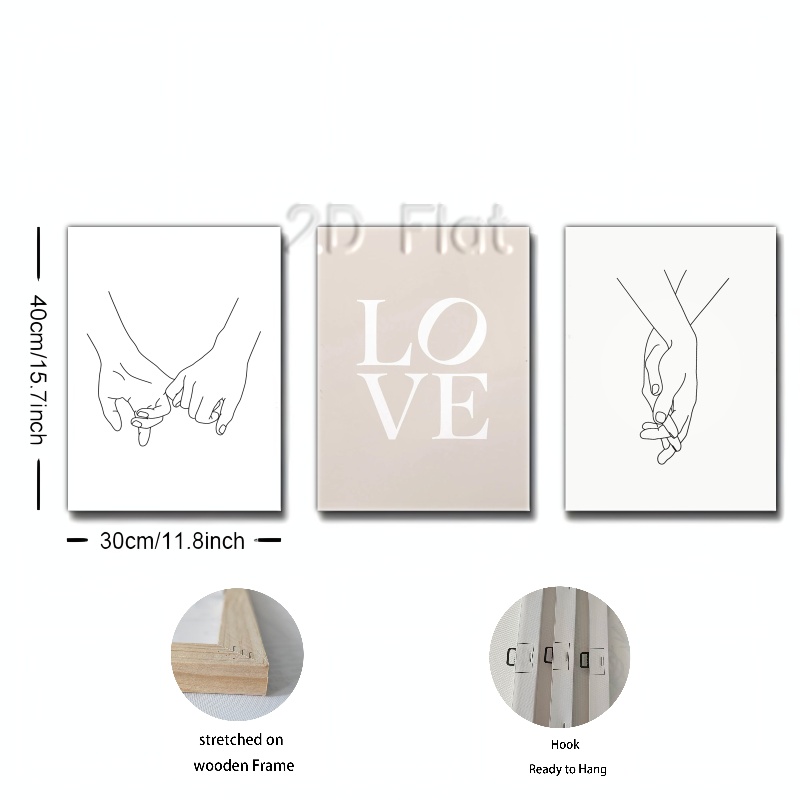 2D Flat
LO
VE
40cm/15.7inch
30cm/11.8inch
stretched on
wooden Frame
Hook
Ready to Hang